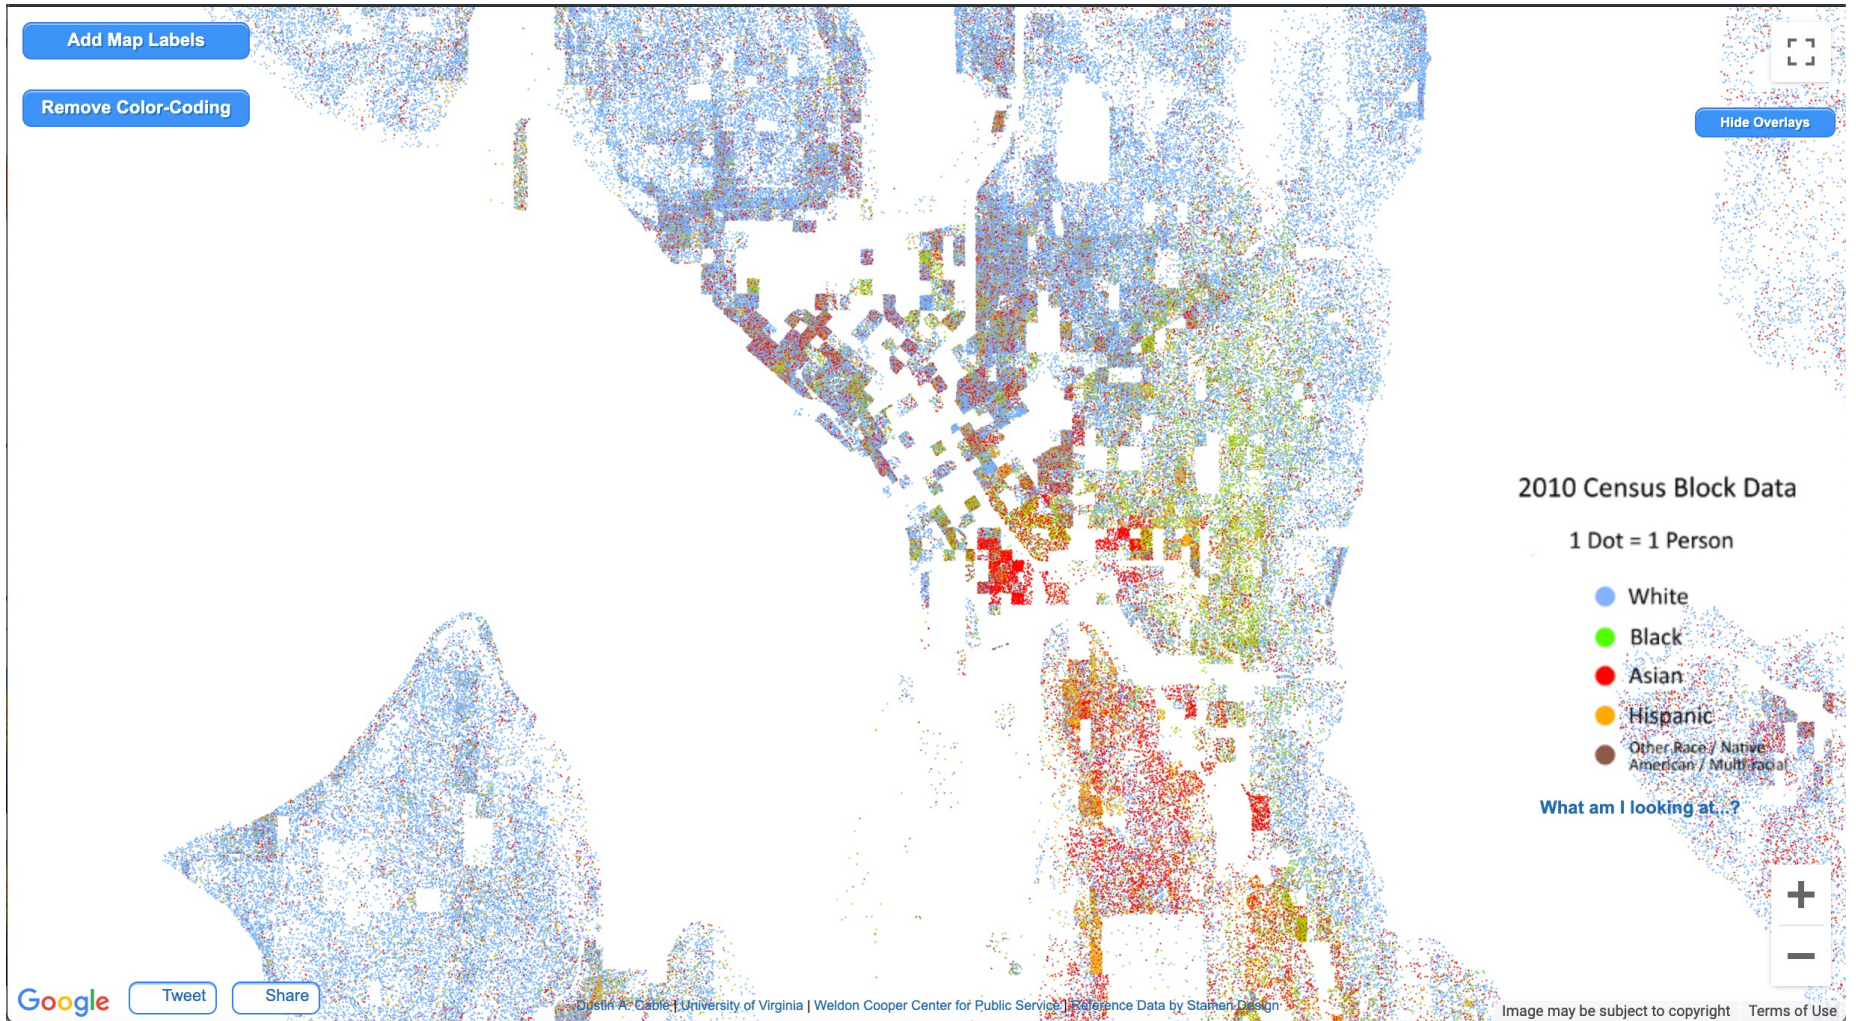 Add Map Labels
Remove Color-Coding
Hide Overlays
2010 Census Block Data
1 Dot = 1 Person
White
Black
Asian
Hispanic
Other Race / Native
American / Multi-racial
What am I looking at...?
Google
Tweet
Share
Dustin A. Cable | University of Virginia | Weldon Cooper Center for Public Service | Reference Data by Stamen Design
Image may be subject to copyright
Terms of Use